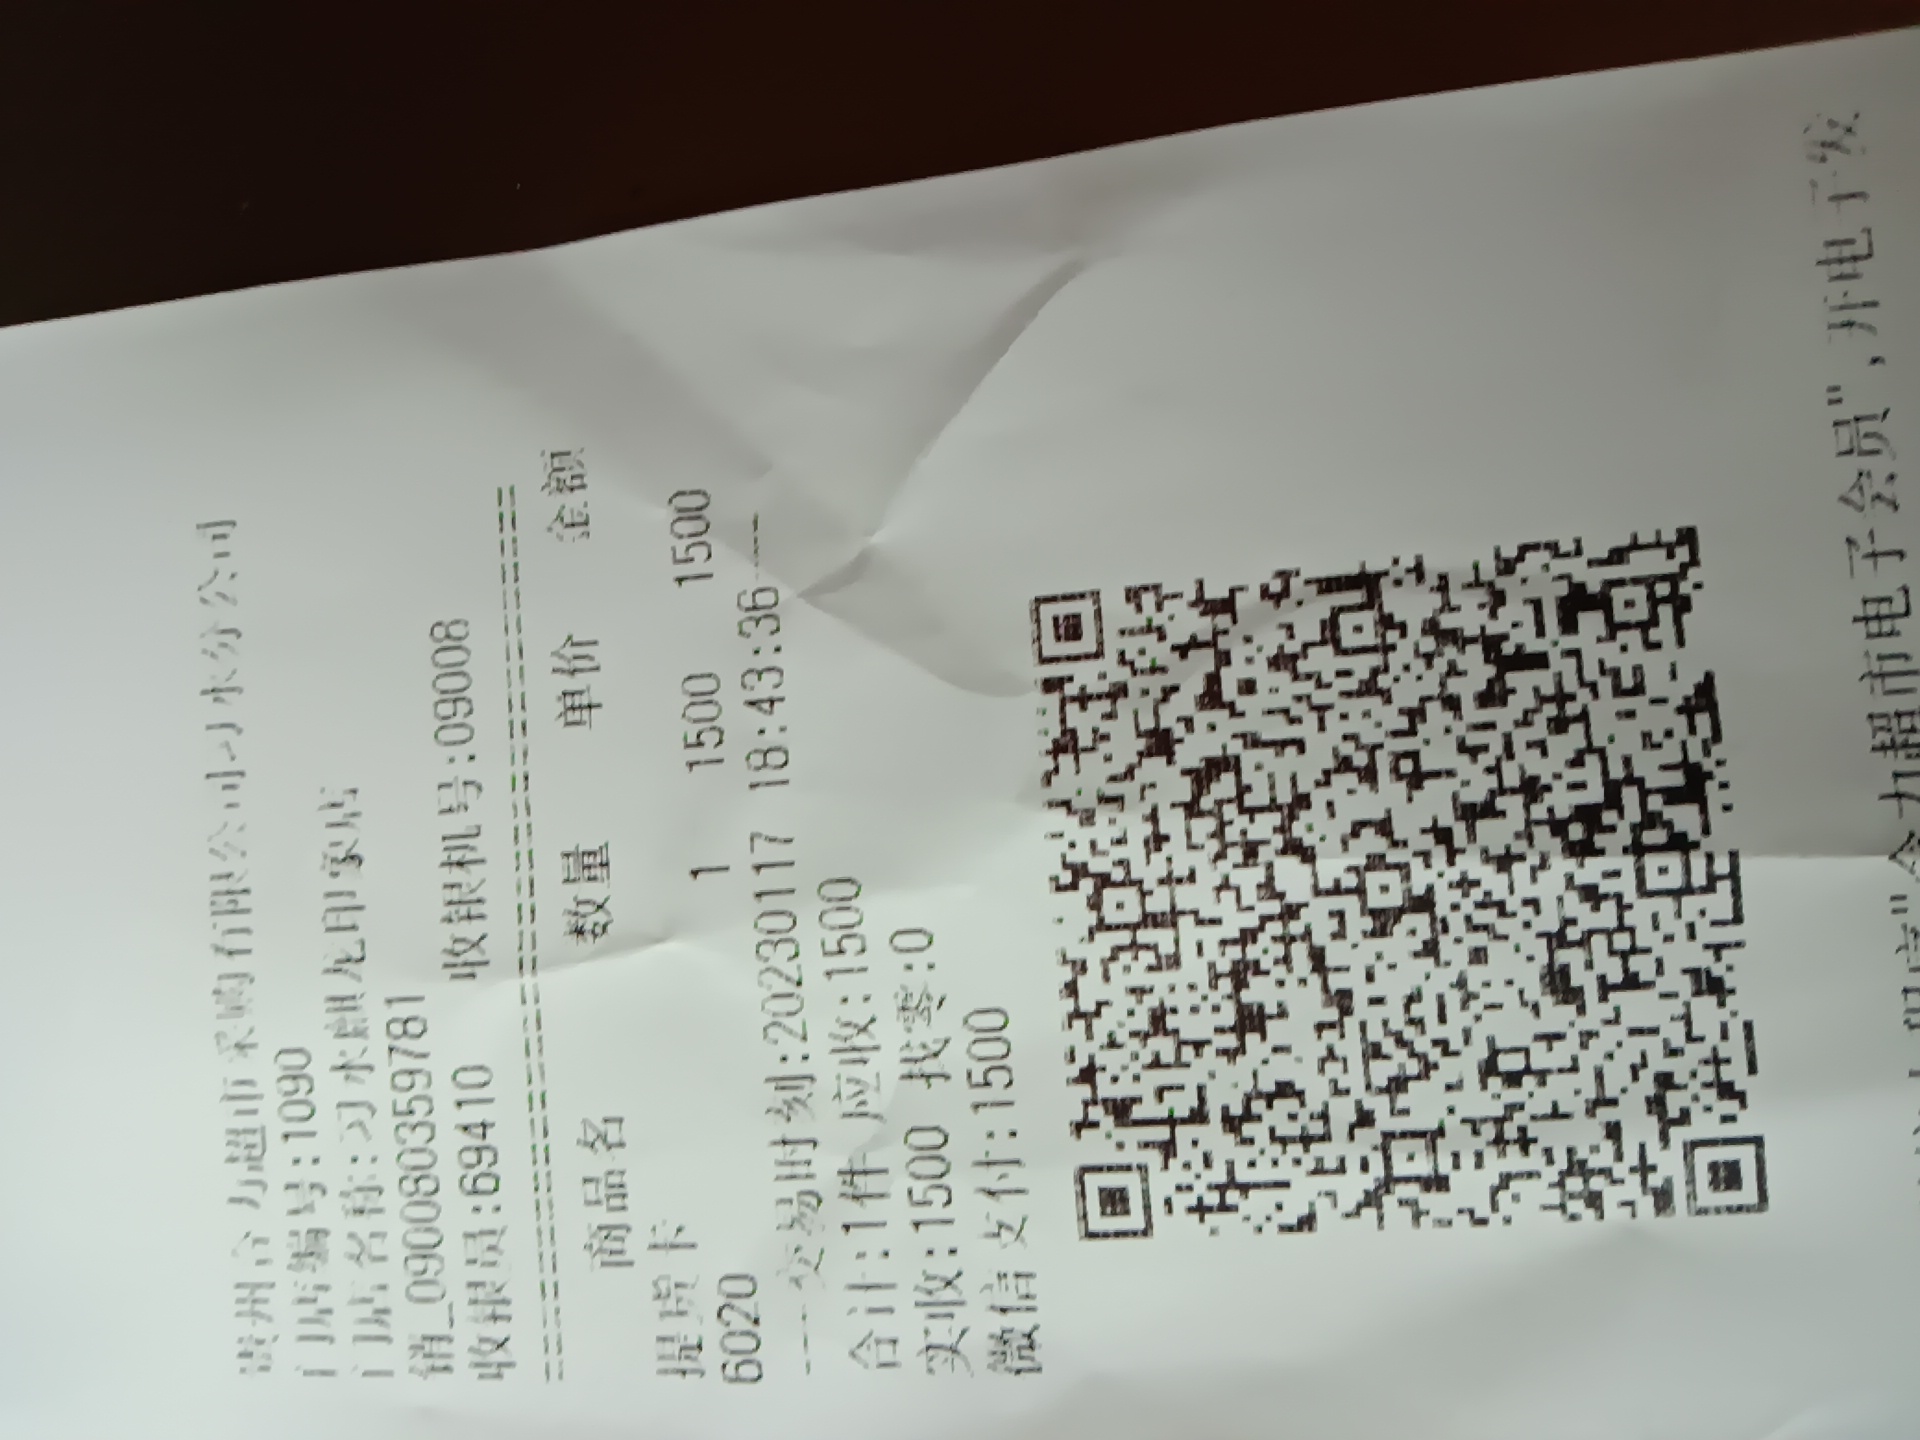 贵州合力超市采购有限公司习水分公司
门店编号:1090
门店名称:习水麒龙印象店
销_090080359781
收银员:69410 收银机号:09008
商品名 数量 单价 金额
提货卡
6020 1 1500 1500
----交易时刻:20230117 18:43:36----
合计:1件 应收:1500
实收:1500 找零:0
微信支付:1500
合力超市电子会员",开电子发